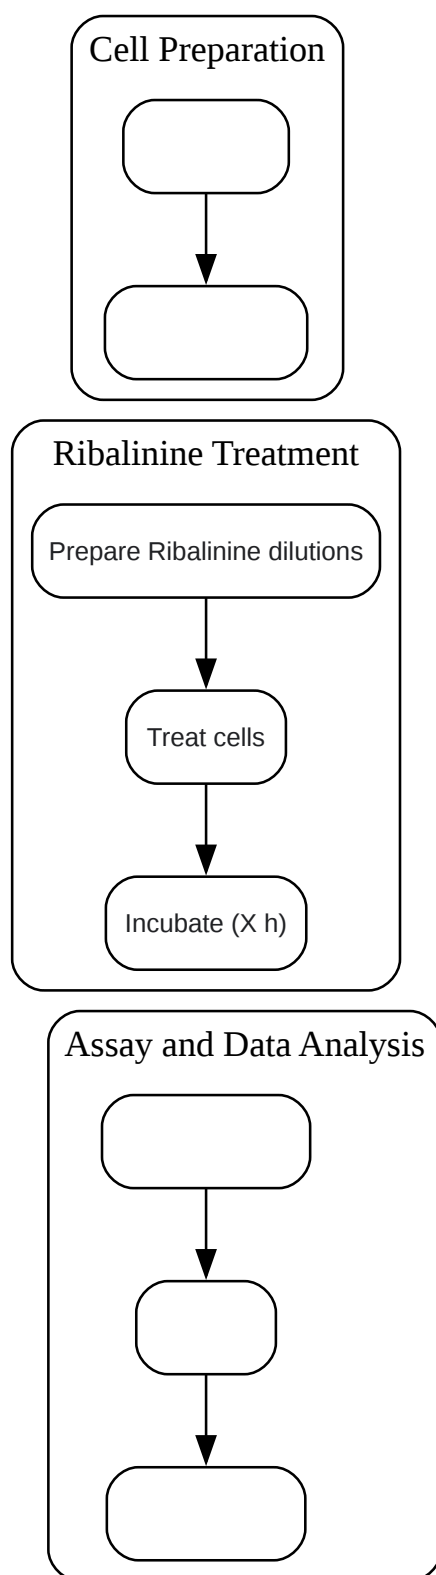 Cell Preparation
Ribalinine Treatment
Prepare Ribalinine dilutions
Treat cells
Incubate (X h)
Assay and Data Analysis